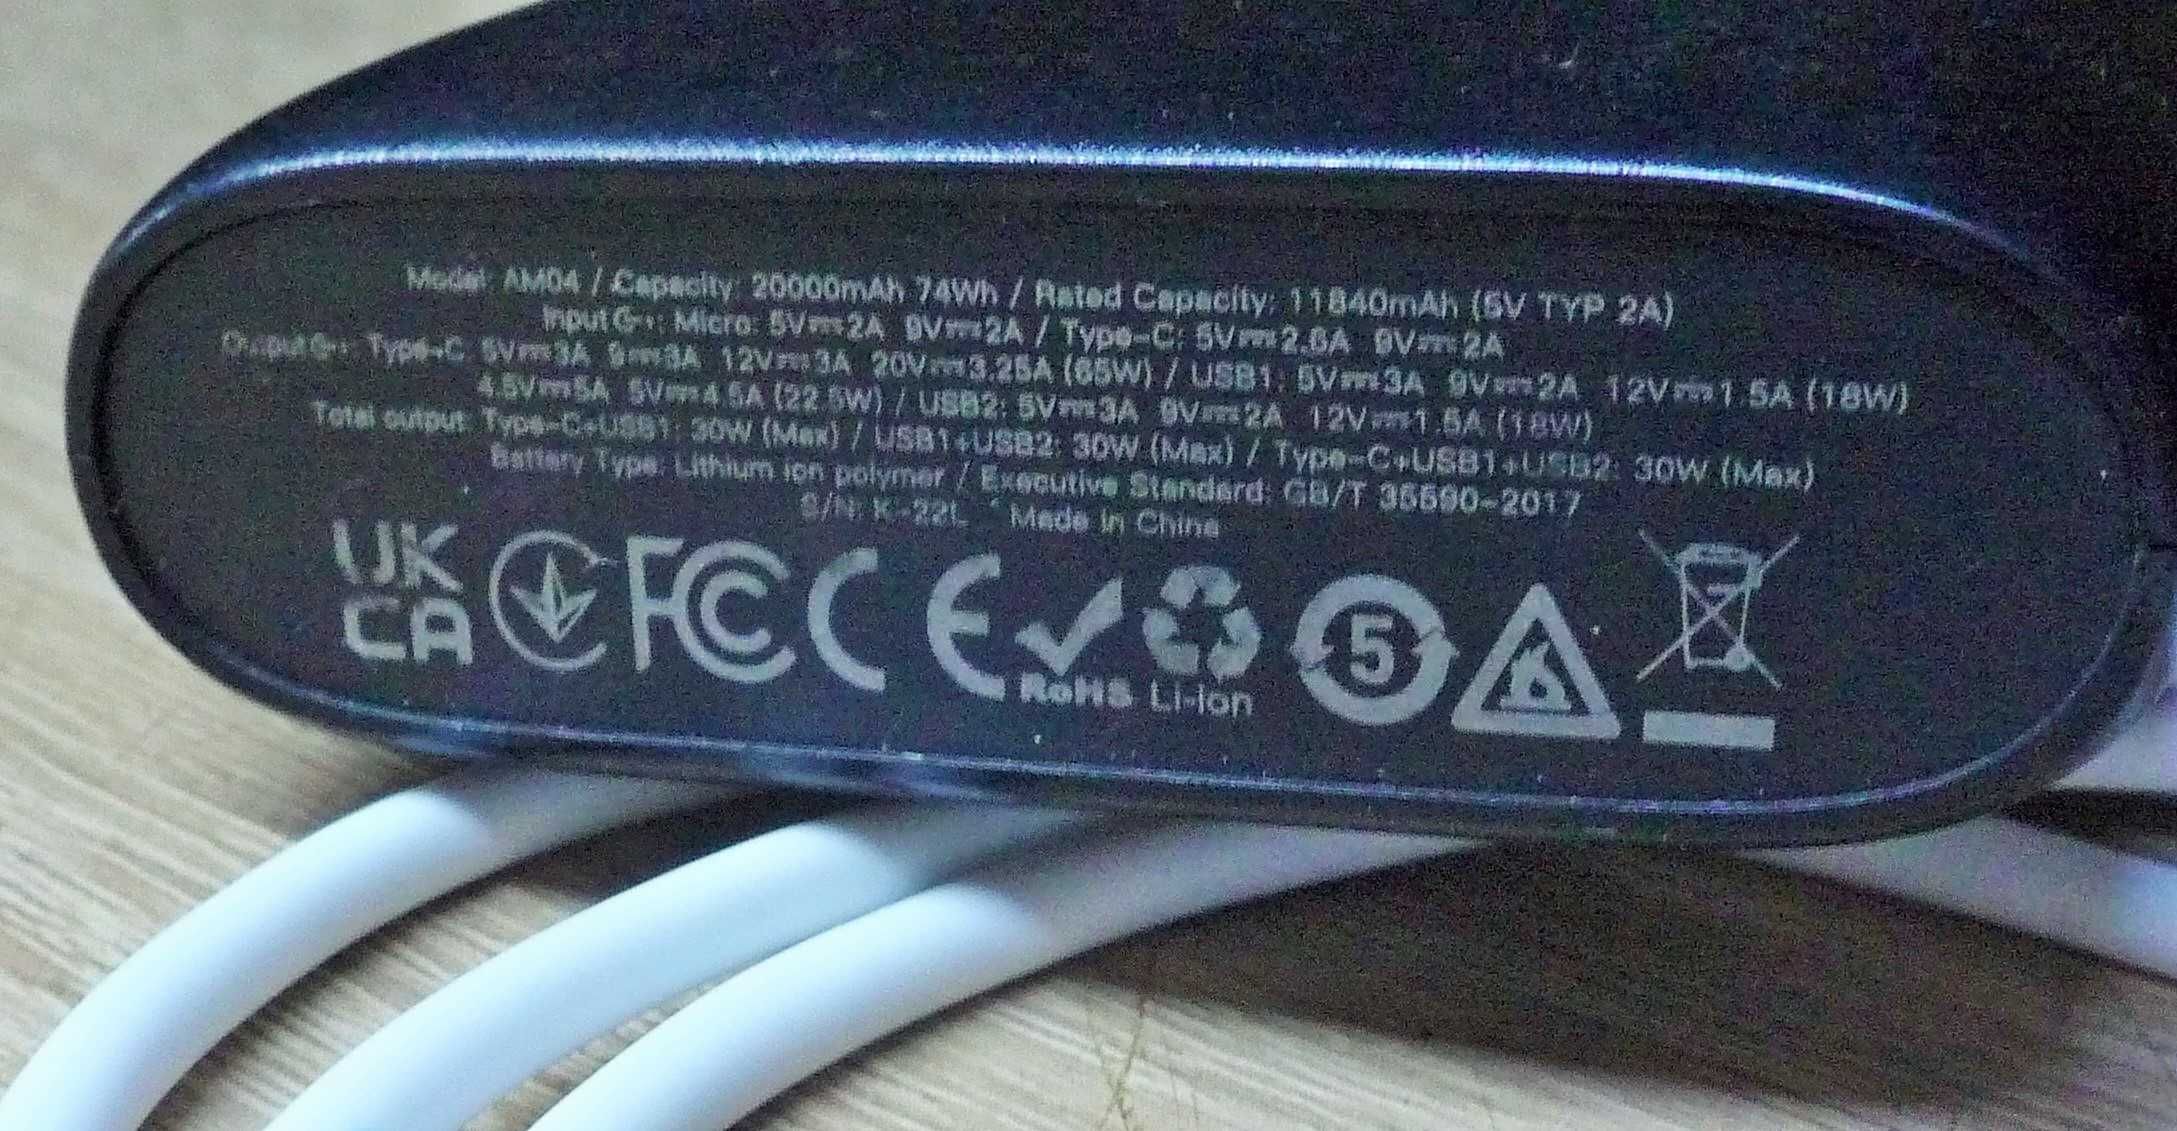 Model: AM04 / Capacity: 20000mAh 74Wh / Rated Capacity: 11840mAh (5V TYP 2A)
Input: Micro: 5V⎓2A 9V⎓2A / Type-C: 5V⎓2.6A 9V⎓2A
Output: Type-C 5V⎓3A 9⎓3A 12V⎓3A 20V⎓3.25A (65W) / USB1: 5V⎓3A 9V⎓2A 12V⎓1.5A (18W)
4.5V⎓5A 5V⎓4.5A (22.5W) / USB2: 5V⎓3A 9V⎓2A 12V⎓1.5A (18W)
Total output: Type-C+USB1: 30W (Max) / USB1+USB2: 30W (Max) / Type-C+USB1+USB2: 30W (Max)
Battery Type: Lithium ion polymer / Executive Standard: GB/T 35590-2017
S/N: K-22L Made in China
UK CA FC CE RoHS Li-ion 5